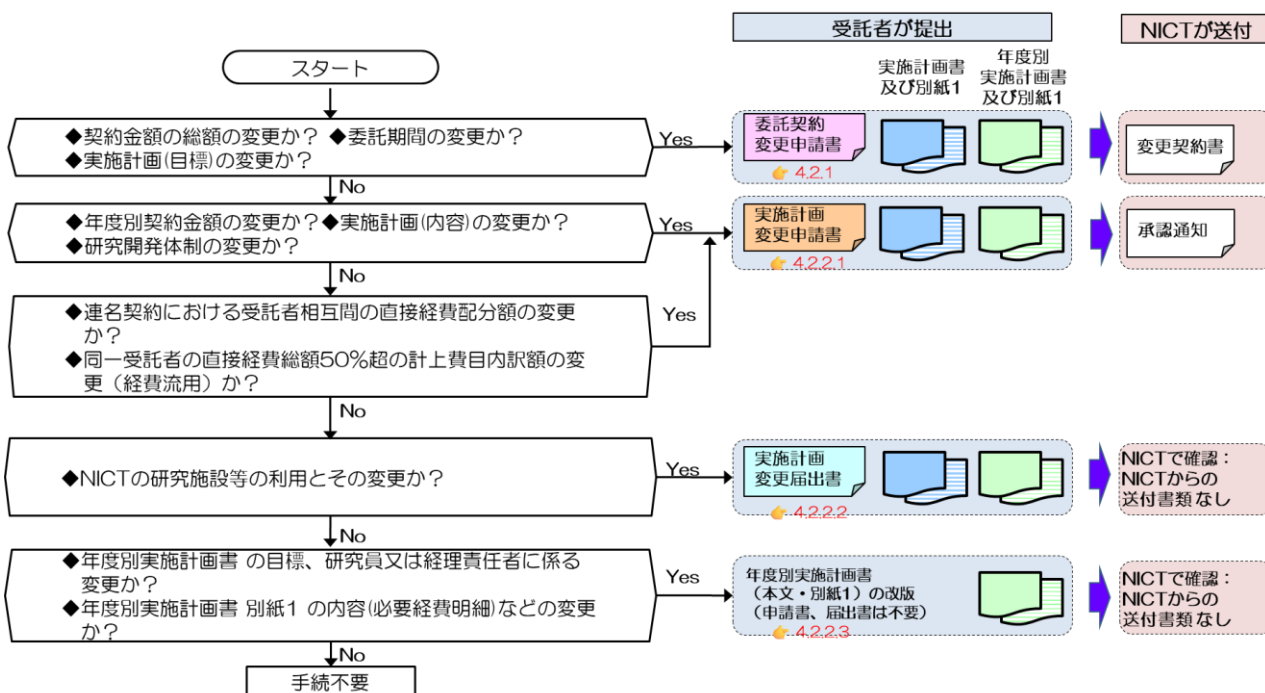 受託者が提出
NICTが送付
実施計画書
及び別紙1
年度別
実施計画書
及び別紙1
スタート
◆契約金額の総額の変更か? ◆委託期間の変更か?
◆実施計画(目標)の変更か?
Yes
委託契約
変更申請書
4.2.1
変更契約書
No
◆年度別契約金額の変更か?◆実施計画(内容)の変更か?
◆研究開発体制の変更か?
Yes
実施計画
変更申請書
4.2.2.1
承認通知
No
◆連名契約における受託者相互間の直接経費配分額の変更
か?
◆同一受託者の直接経費総額50%超の計上費目内訳額の変
更(経費流用)か?
Yes
No
◆NICTの研究施設等の利用とその変更か?
Yes
実施計画
変更届出書
4.2.2.2
NICTで確認:
NICTからの
送付書類なし
No
◆年度別実施計画書 の目標、研究員又は経理責任者に係る
変更か?
◆年度別実施計画書 別紙1 の内容(必要経費明細)などの変更
か?
Yes
年度別実施計画書
(本文・別紙1)の改版
(申請書、届出書は不要)
4.2.2.3
NICTで確認:
NICTからの
送付書類なし
No
手続不要